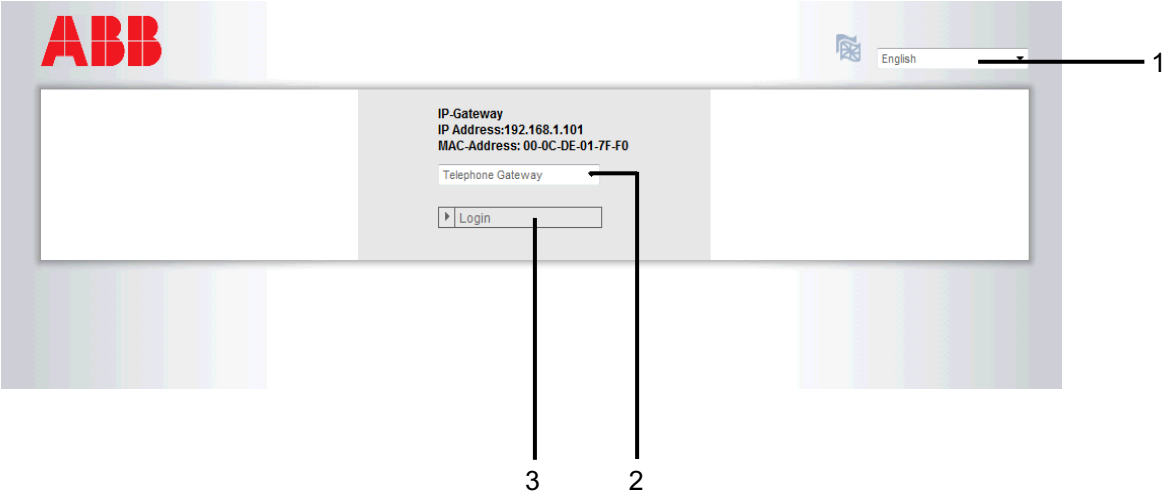 ABB
English
1
IP-Gateway
IP Address:192.168.1.101
MAC-Address: 00-0C-DE-01-7F-F0
Telephone Gateway
Login
3
2